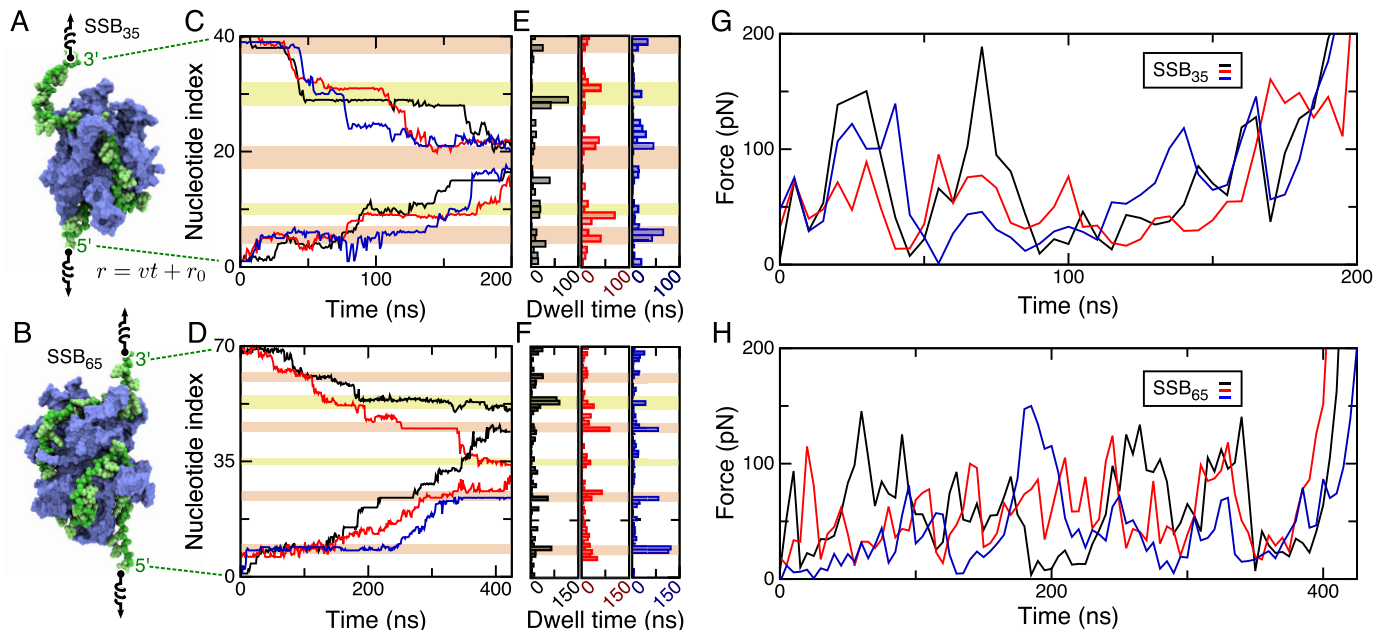 A
SSB35
3'
5'
r = vt + r0
C
Nucleotide index
40
20
0
0
100
200
Time (ns)
E
0
100
0
100
0
100
Dwell time (ns)
G
Force (pN)
200
100
0
0
100
200
Time (ns)
SSB35
B
SSB65
3'
5'
D
Nucleotide index
70
35
0
0
200
400
Time (ns)
F
0
150
0
150
0
150
Dwell time (ns)
H
Force (pN)
200
100
0
0
200
400
Time (ns)
SSB65